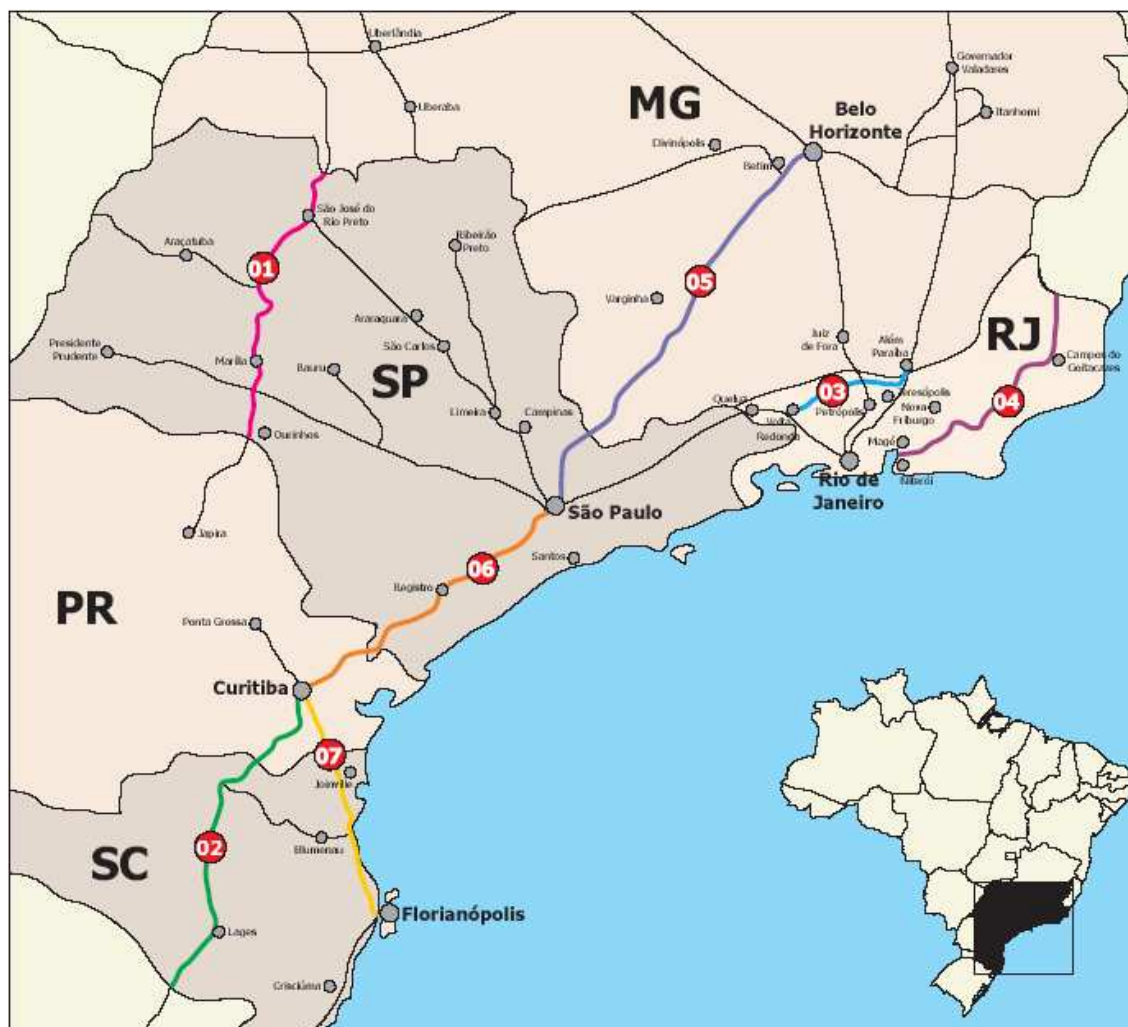 Uberlândia
Governador
Valadares
Uberaba
Itanhomi
MG
Belo
Horizonte
Divinópolis
Betim
São José do
Rio Preto
Ribeirão
Preto
Araçatuba
01
05
Varginha
Araraquara
Juiz
de Fora
Além
Paraíba
RJ
Presidente
Prudente
São Carlos
Marília
Bauru
SP
Campos do
Goitacazes
03
04
Teresópolis
Queluz
Volta
Redonda
Petrópolis
Nova
Friburgo
Limeira
Campinas
Ourinhos
Magé
Niterói
Rio de
Janeiro
São Paulo
Japira
Santos
06
Registro
PR
Ponta Grossa
Curitiba
07
Joinville
02
Blumenau
SC
Florianópolis
Lages
Crisciúma